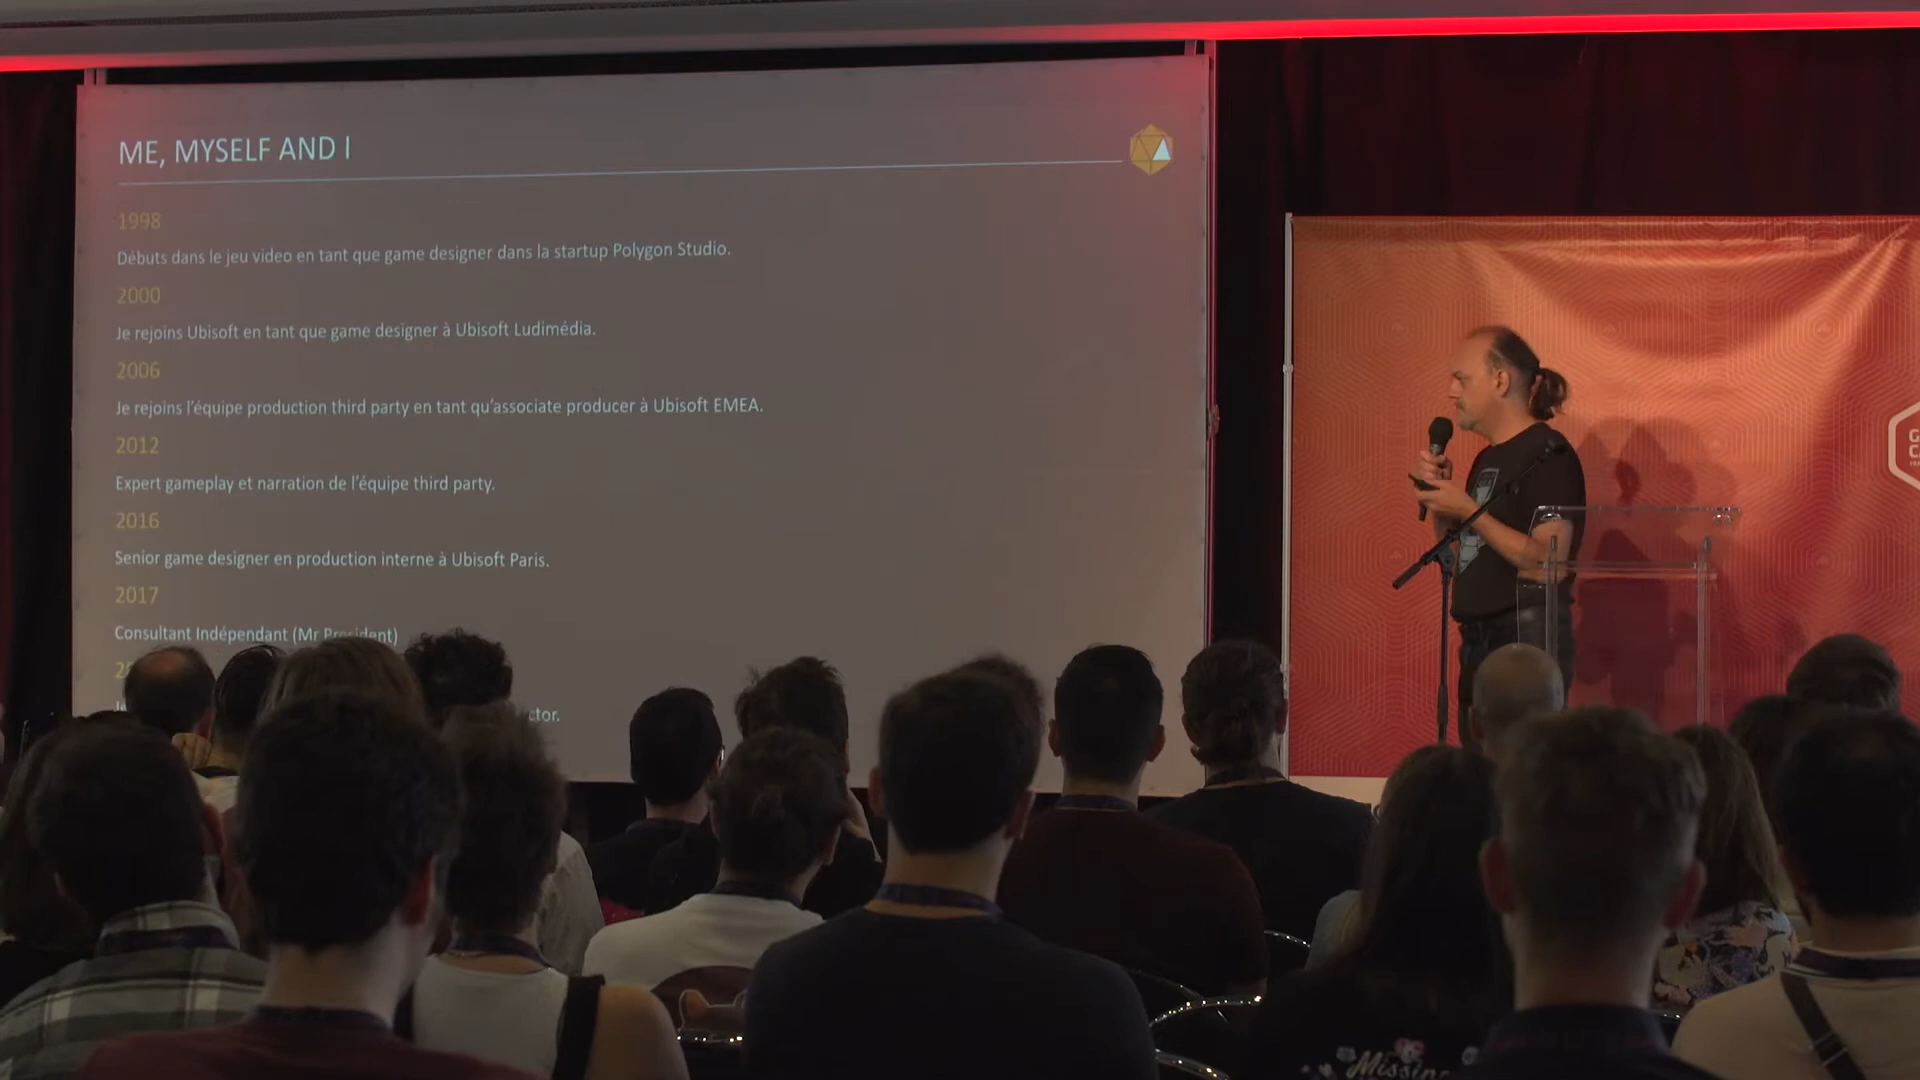 ME, MYSELF AND I
1998
Débuts dans le jeu video en tant que game designer dans la startup Polygon Studio.
2000
Je rejoins Ubisoft en tant que game designer à Ubisoft Ludimédia.
2006
Je rejoins l'équipe production third party en tant qu'associate producer à Ubisoft EMEA.
2012
Expert gameplay et narration de l'équipe third party.
2016
Senior game designer en production interne à Ubisoft Paris.
2017
Consultant Indépendant (Mr President)
Missing